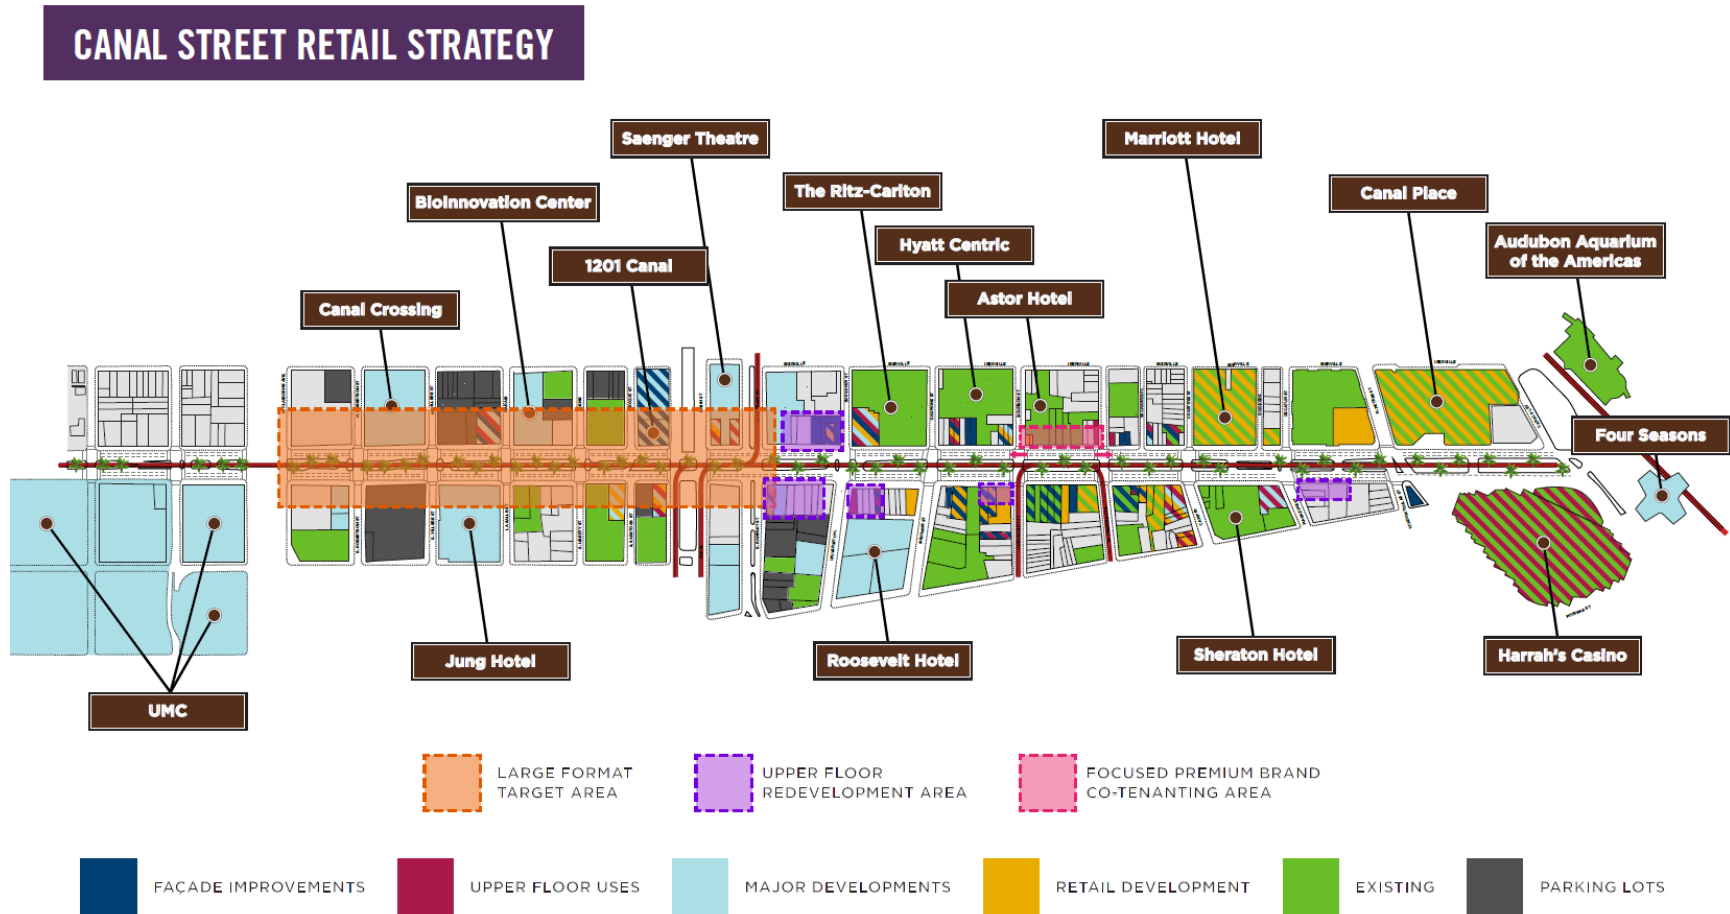 CANAL STREET RETAIL STRATEGY
Saenger Theatre
Marriott Hotel
The Ritz-Carlton
Canal Place
Bioinnovation Center
Hyatt Centric
Audubon Aquarium
of the Americas
1201 Canal
Astor Hotel
Canal Crossing
Four Seasons
Jung Hotel
Roosevelt Hotel
Sheraton Hotel
Harrah's Casino
UMC
LARGE FORMAT
TARGET AREA
UPPER FLOOR
REDEVELOPMENT AREA
FOCUSED PREMIUM BRAND
CO-TENANTING AREA
FAÇADE IMPROVEMENTS
UPPER FLOOR USES
MAJOR DEVELOPMENTS
RETAIL DEVELOPMENT
EXISTING
PARKING LOTS